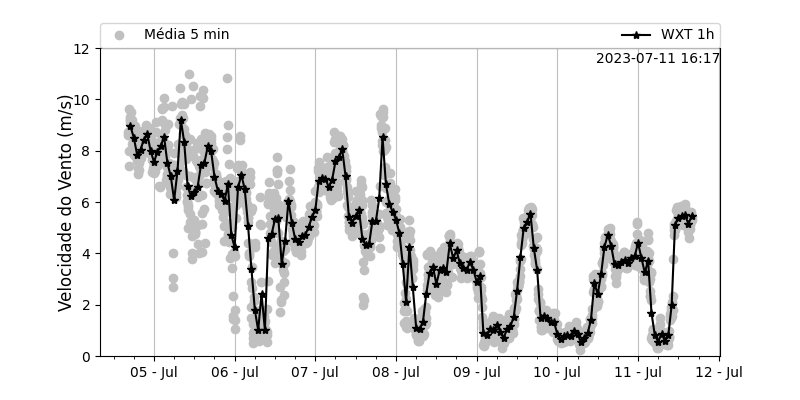 Média 5 min
WXT 1h
2023-07-11 16:17
Velocidade do Vento (m/s)
12
10
8
6
4
2
0
05 - Jul
06 - Jul
07 - Jul
08 - Jul
09 - Jul
10 - Jul
11 - Jul
12 - Jul